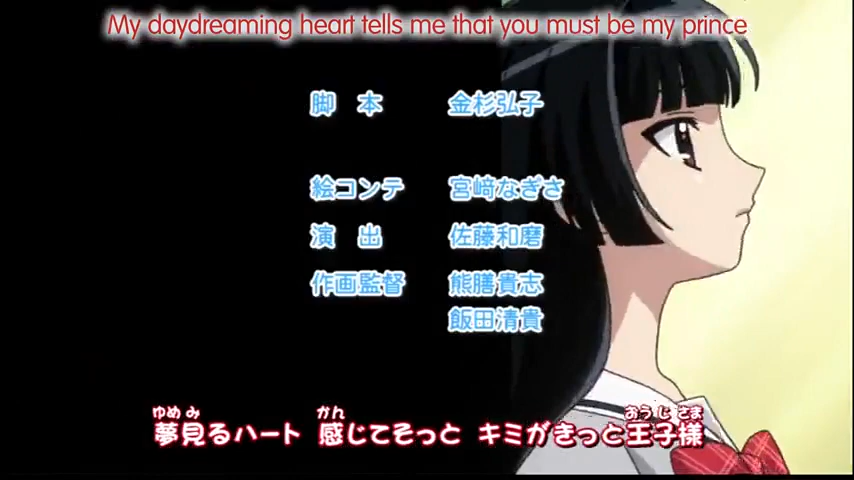 My daydreaming heart tells me that you must be my prince
脚 本 金杉弘子
絵コンテ 宮﨑なぎさ
演 出 佐藤和磨
作画監督 熊膳貴志
飯田清貴
ゆめ み かん おう じ さま
夢見るハート 感じてそっと キミがきっと王子様